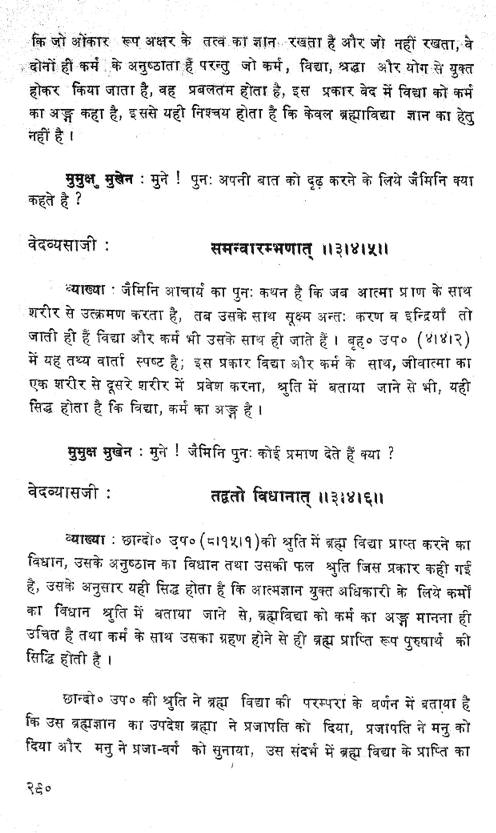 कि जो ओंकार रूप अक्षर के तत्व का ज्ञान रखता है और जो नहीं रखता, वे
दोनों ही कर्म के अनुष्ठाता हैं परन्तु जो कर्म, विद्या, श्रद्धा और योग से युक्त
होकर किया जाता है, वह प्रबलतम होता है, इस प्रकार वेद में विद्या को कर्म
का अङ्ग कहा है, इससे यही निश्चय होता है कि केवल ब्रह्मविद्या ज्ञान का हेतु
नहीं है ।
मुमुक्षु मुखेन : मुने ! पुनः अपनी बात को दृढ़ करने के लिये जैमिनि क्या
कहते है ?
वेदव्यसाजी : समन्वारम्भणात् ।।३।४।५।।
व्याख्या : जैमिनि आचार्य का पुनः कथन है कि जब आत्मा प्राण के साथ
शरीर से उत्क्रमण करता है, तब उसके साथ सूक्ष्म अन्तः करण व इन्द्रियाँ तो
जाती ही हैं विद्या और कर्म भी उसके साथ ही जाते हैं । वृह० उप० (४।४।२)
में यह तथ्य वार्ता स्पष्ट है; इस प्रकार विद्या और कर्म के साथ, जीवात्मा का
एक शरीर से दूसरे शरीर में प्रवेश करना, श्रुति में बताया जाने से भी, यही
सिद्ध होता है कि विद्या, कर्म का अङ्ग है ।
मुमुक्ष मुखेन : मुने ! जैमिनि पुनः कोई प्रमाण देते हैं क्या ?
वेदव्यासजी : तद्वतो विधानात् ।।३।४।६।।
व्याख्या : छान्दो० उप० (८।१५।१)की श्रुति में ब्रह्म विद्या प्राप्त करने का
विधान, उसके अनुष्ठान का विधान तथा उसकी फल श्रुति जिस प्रकार कही गई
है, उसके अनुसार यही सिद्ध होता है कि आत्मज्ञान युक्त अधिकारी के लिये कर्मों
का विधान श्रुति में बताया जाने से, ब्रह्मविद्या को कर्म का अङ्ग मानना ही
उचित है तथा कर्म के साथ उसका ग्रहण होने से ही ब्रह्म प्राप्ति रूप पुरुषार्थ की
सिद्धि होती है ।
छान्दो० उप० की श्रुति ने ब्रह्म विद्या की परम्परा के वर्णन में बताया है
कि उस ब्रह्मज्ञान का उपदेश ब्रह्मा ने प्रजापति को दिया, प्रजापति ने मनु को
दिया और मनु ने प्रजा-वर्ग को सुनाया, उस संदर्भ में ब्रह्म विद्या के प्राप्ति का
२६०